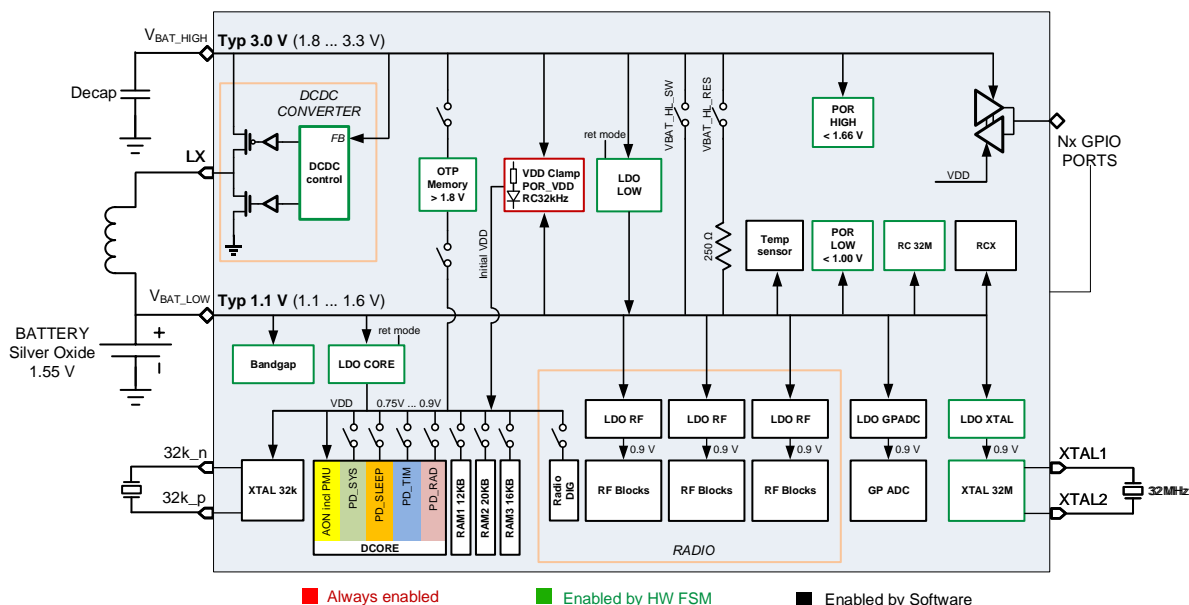 V_BAT_HIGH
Typ 3.0 V (1.8 ... 3.3 V)
Decap
DCDC
CONVERTER
FB
DCDC
control
LX
OTP
Memory
> 1.8 V
VDD Clamp
POR_VDD
RC32kHz
ret mode
LDO
LOW
VBAT_HL_SW
VBAT_HL_RES
POR
HIGH
< 1.66 V
VDD
Nx GPIO
PORTS
Initial VDD
250 Ω
Temp
sensor
POR
LOW
< 1.00 V
RC 32M
RCX
V_BAT_LOW
Typ 1.1 V (1.1 ... 1.6 V)
BATTERY
Silver Oxide
1.55 V
+
Bandgap
ret mode
LDO CORE
VDD
0.75V ... 0.9V
LDO RF
LDO RF
LDO RF
LDO GPADC
LDO XTAL
0.9 V
0.9 V
0.9 V
0.9 V
0.9 V
32k_n
32k_p
XTAL 32k
AON incl PMU
PD_SYS
PD_SLEEP
PD_TIM
PD_RAD
DCORE
RAM1 12KB
RAM2 20KB
RAM3 16KB
Radio
DIG
RF Blocks
RF Blocks
RF Blocks
GP ADC
XTAL 32M
XTAL1
XTAL2
32MHz
RADIO
Always enabled
Enabled by HW FSM
Enabled by Software